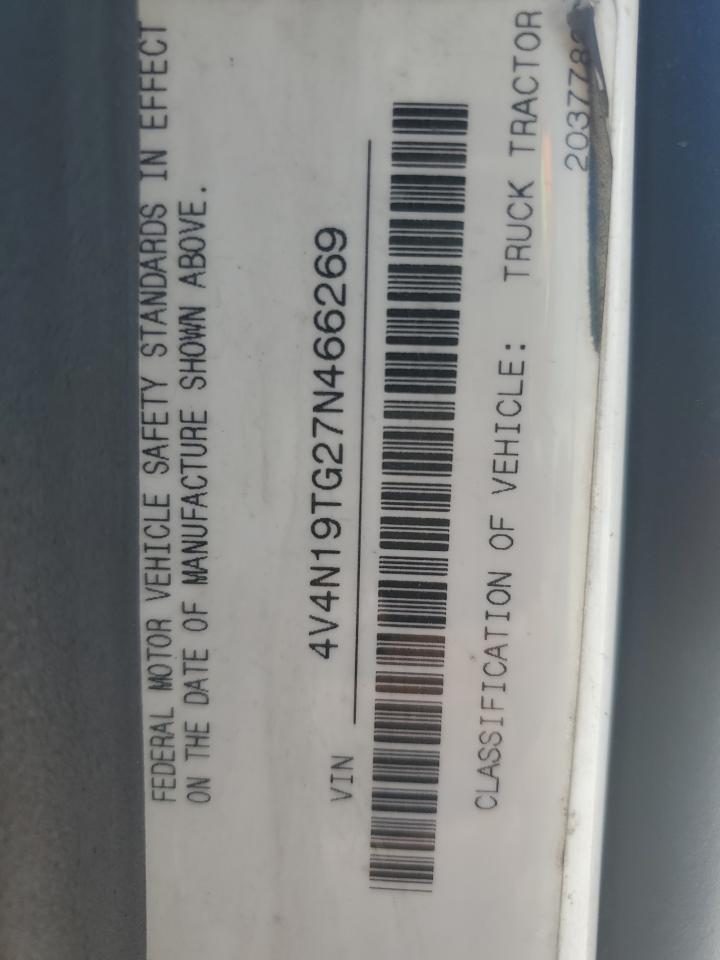 FEDERAL MOTOR VEHICLE SAFETY STANDARDS IN EFFECT
ON THE DATE OF MANUFACTURE SHOWN ABOVE.
VIN 4V4N19TG27N466269
CLASSIFICATION OF VEHICLE: TRUCK TRACTOR